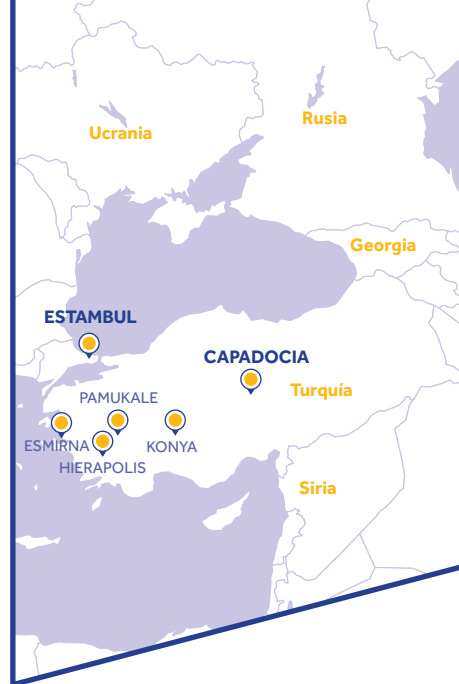 Rusia
Ucrania
Georgia
ESTAMBUL
CAPADOCIA
Turquía
PAMUKALE
ESMIRNA
KONYA
HIERAPOLIS
Siria